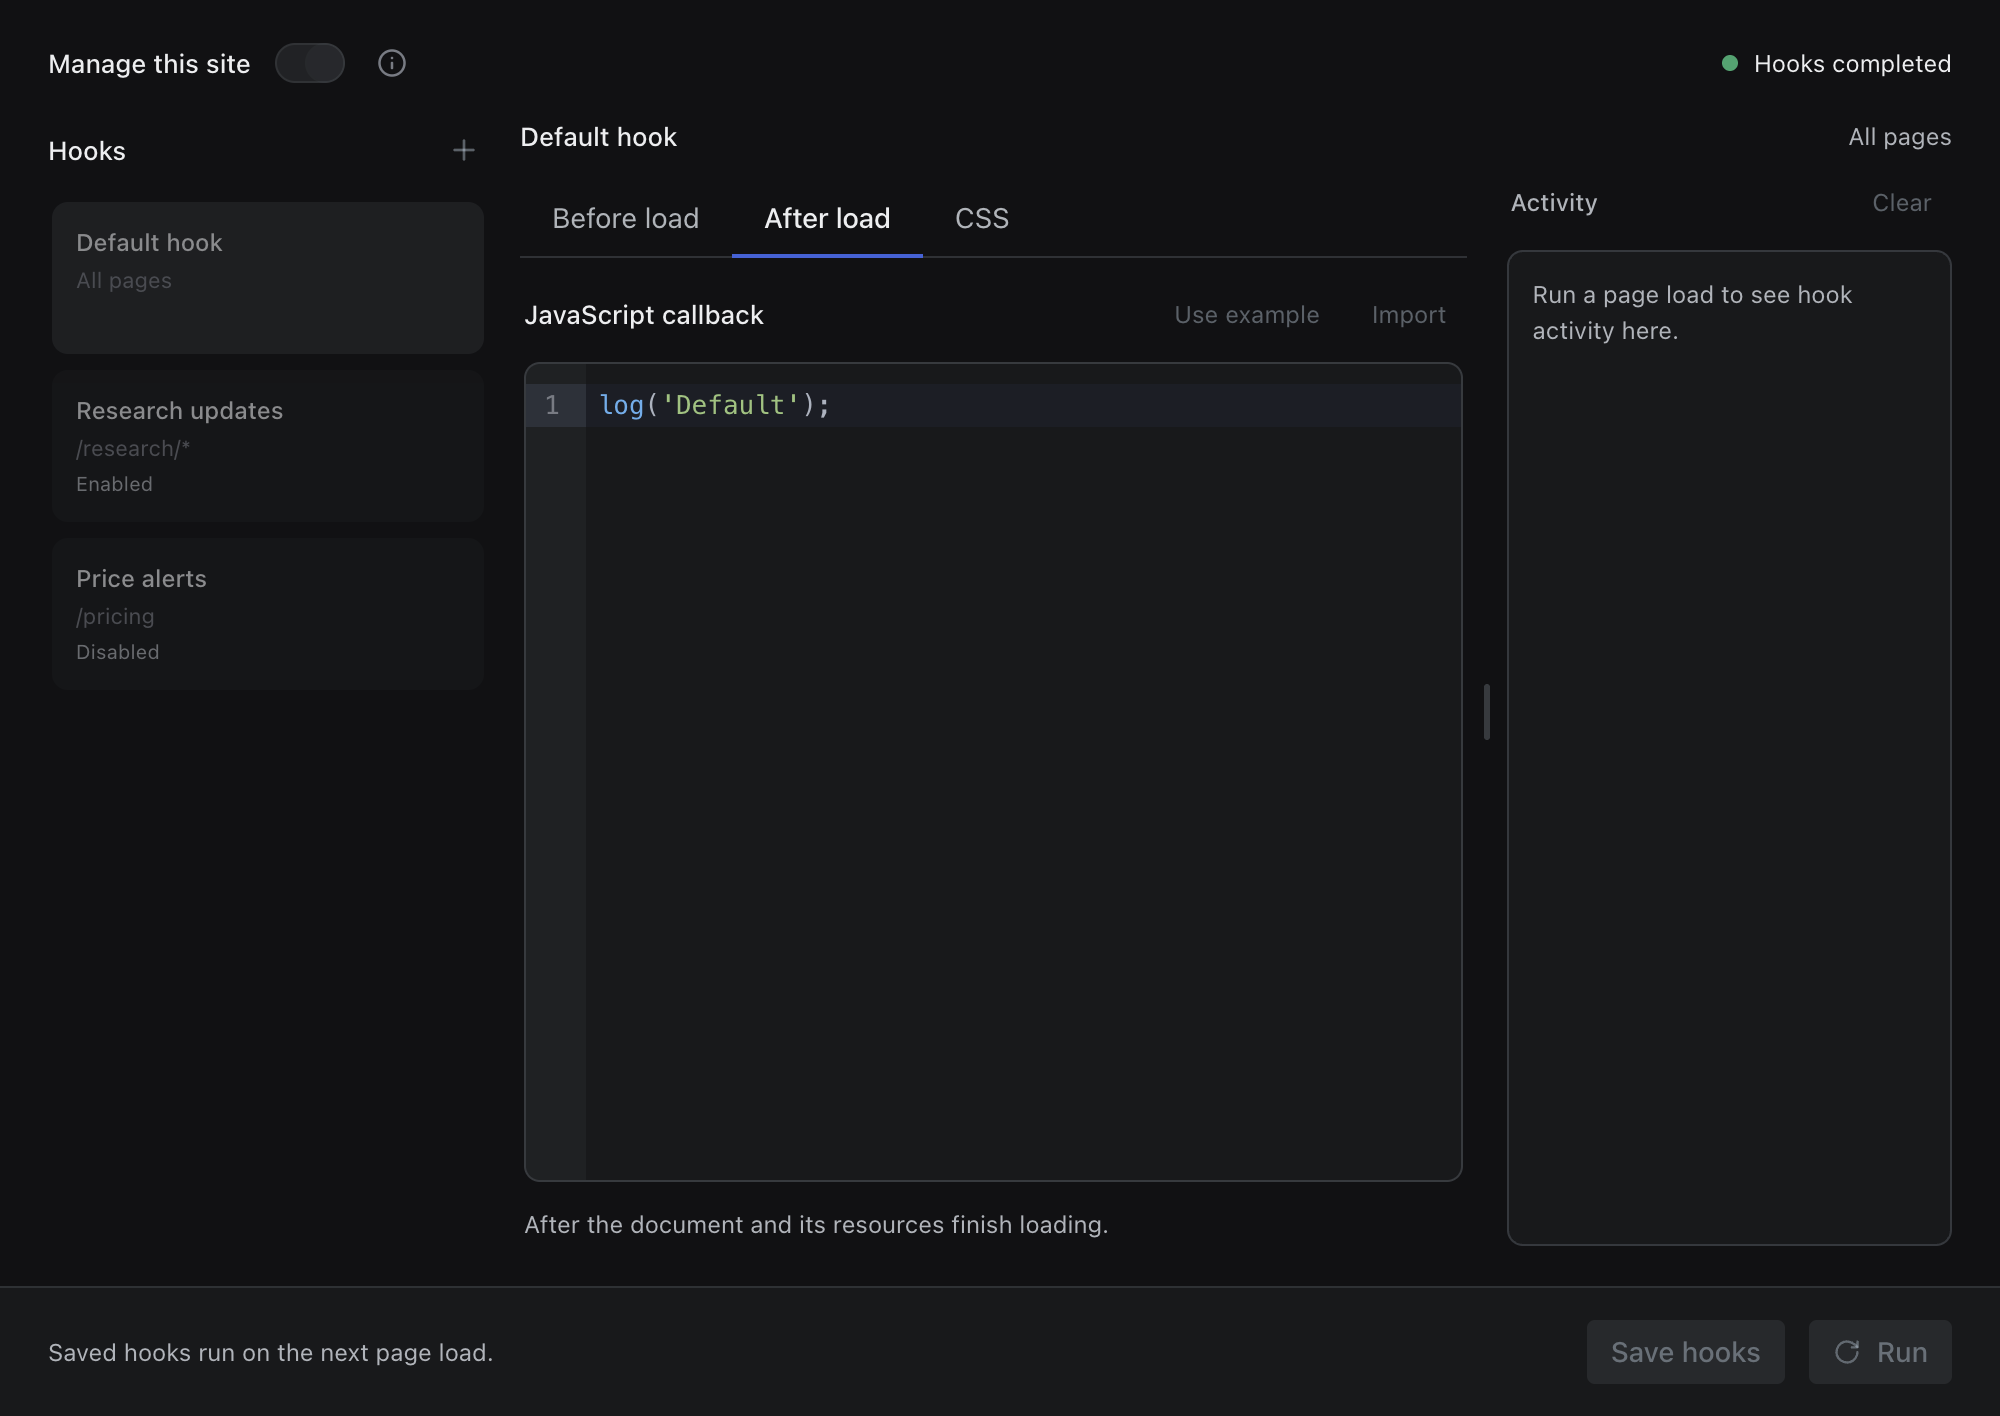 Manage this site
Hooks completed
Hooks
Default hook
All pages
Research updates
/research/*
Enabled
Price alerts
/pricing
Disabled
Default hook
All pages
Before load
After load
CSS
JavaScript callback
Use example
Import
1
log('Default');
After the document and its resources finish loading.
Activity
Clear
Run a page load to see hook
activity here.
Saved hooks run on the next page load.
Save hooks
Run